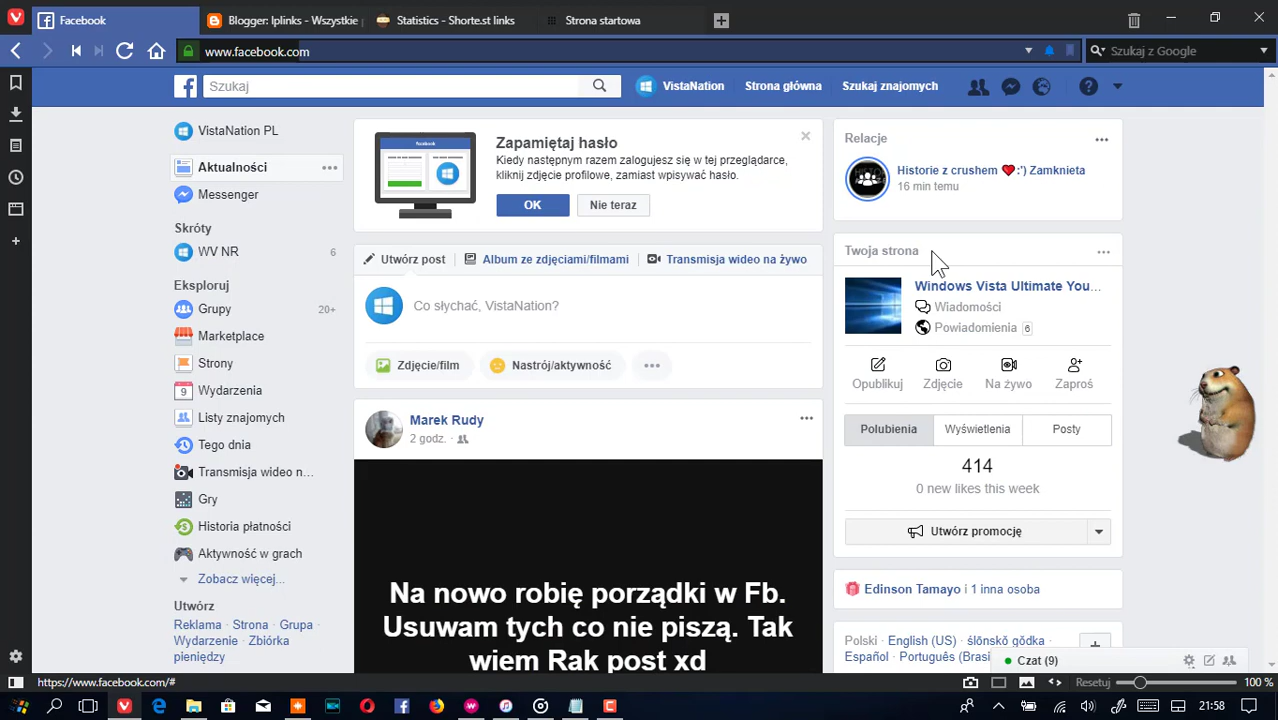 Facebook
Blogger: lplinks - Wszystkie
Statistics - Shorte.st links
Strona startowa
www.facebook.com
Szukaj z Google
Szukaj
VistaNation
Strona główna
Szukaj znajomych
VistaNation PL
Aktualności
Messenger
Skróty
WV NR
6
Eksploruj
Grupy
20+
Marketplace
Strony
9
Wydarzenia
Listy znajomych
Tego dnia
Transmisja wideo n...
Gry
Historia płatności
Aktywność w grach
Zobacz więcej...
Utwórz
Reklama · Strona · Grupa ·
Wydarzenie · Zbiórka
pieniędzy
Zapamiętaj hasło
Kiedy następnym razem zalogujesz się w tej przeglądarce,
kliknij zdjęcie profilowe, zamiast wpisywać hasło.
OK
Nie teraz
Utwórz post
Album ze zdjęciami/filmami
Transmisja wideo na żywo
Co słychać, VistaNation?
Zdjęcie/film
Nastrój/aktywność
Marek Rudy
2 godz. ·
Na nowo robię porządki w Fb.
Usuwam tych co nie piszą. Tak
wiem Rak post xd
Relacje
Historie z crushem ❤️:') Zamknieta
16 min temu
Twoja strona
Windows Vista Ultimate You...
Wiadomości
Powiadomienia 6
Opublikuj
Zdjęcie
Na żywo
Zaproś
Polubienia
Wyświetlenia
Posty
414
0 new likes this week
Utwórz promocję
Edinson Tamayo i 1 inna osoba
Polski · English (US) · ślōnskŏ gŏdka ·
Español · Português (Brasi
Czat (9)
https://www.facebook.com/#
Resetuj
100 %
21:58